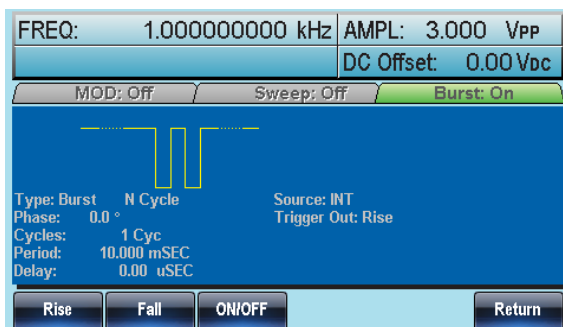 FREQ: 1.000000000 kHz AMPL: 3.000 VPP
DC Offset: 0.00 VDC
MOD: Off Sweep: Off Burst: On
Type: Burst N Cycle Source: INT
Phase: 0.0 ° Trigger Out: Rise
Cycles: 1 Cyc
Period: 10.000 mSEC
Delay: 0.00 uSEC
Rise Fall ON/OFF Return